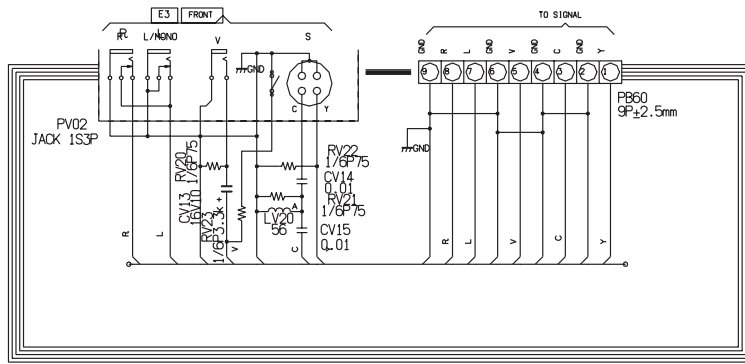 E3 FRONT
TO SIGNAL
R L/MONO V S
GND R L GND V GND C GND Y
GND
9 8 7 6 5 4 3 2 1
C Y
PB60
9P±2.5mm
PV02
JACK 1S3P
GND
RV20
1/6P75
RV22
1/6P75
CV14
0.01
RV21
1/6P75
CV13
16V10
RV23
1/6P3.3k
+
A
LV20
56
CV15
0.01
R L V C
R L V C Y